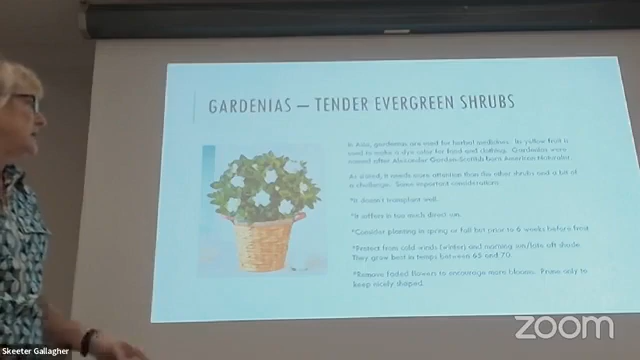 GARDENIAS – TENDER EVERGREEN SHRUBS
In Asia, gardenias are used for herbal medicines. Its yellow fruit is
used to make a dye color for food and clothing. Gardenias were
named after Alexander Garden-Scottish born American Naturalist.
As stated, it needs more attention than the other shrubs and a bit of
a challenge. Some important considerations:
*It doesn't transplant well.
*It suffers in too much direct sun.
*Consider planting in spring or fall but prior to 6 weeks before frost.
*Protect from cold winds (winter) and morning sun/late aft shade.
They grow best in temps between 65 and 70.
*Remove faded flowers to encourage more blooms. Prune only to
keep nicely shaped.
zoom
Skeeter Gallagher